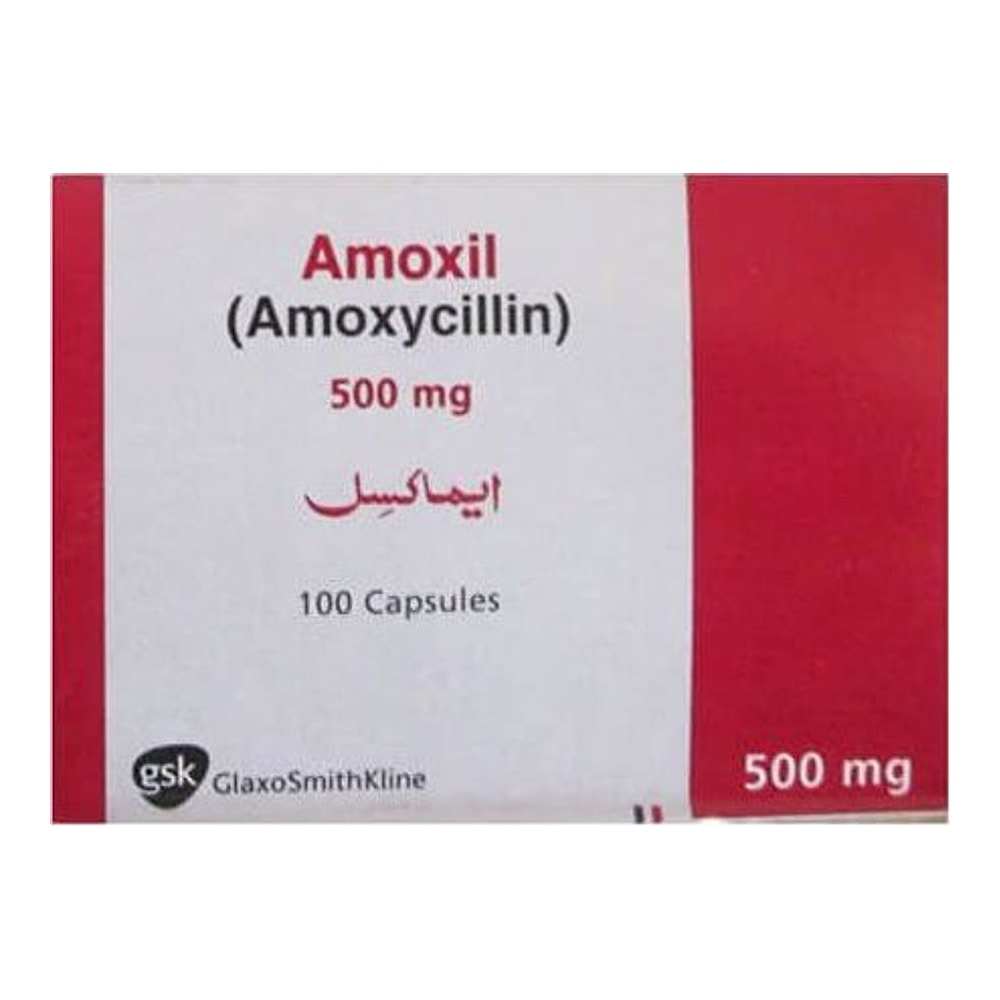 Amoxil
(Amoxycillin)
500 mg
ایماکسِل
100 Capsules
gsk GlaxoSmithKline
500 mg